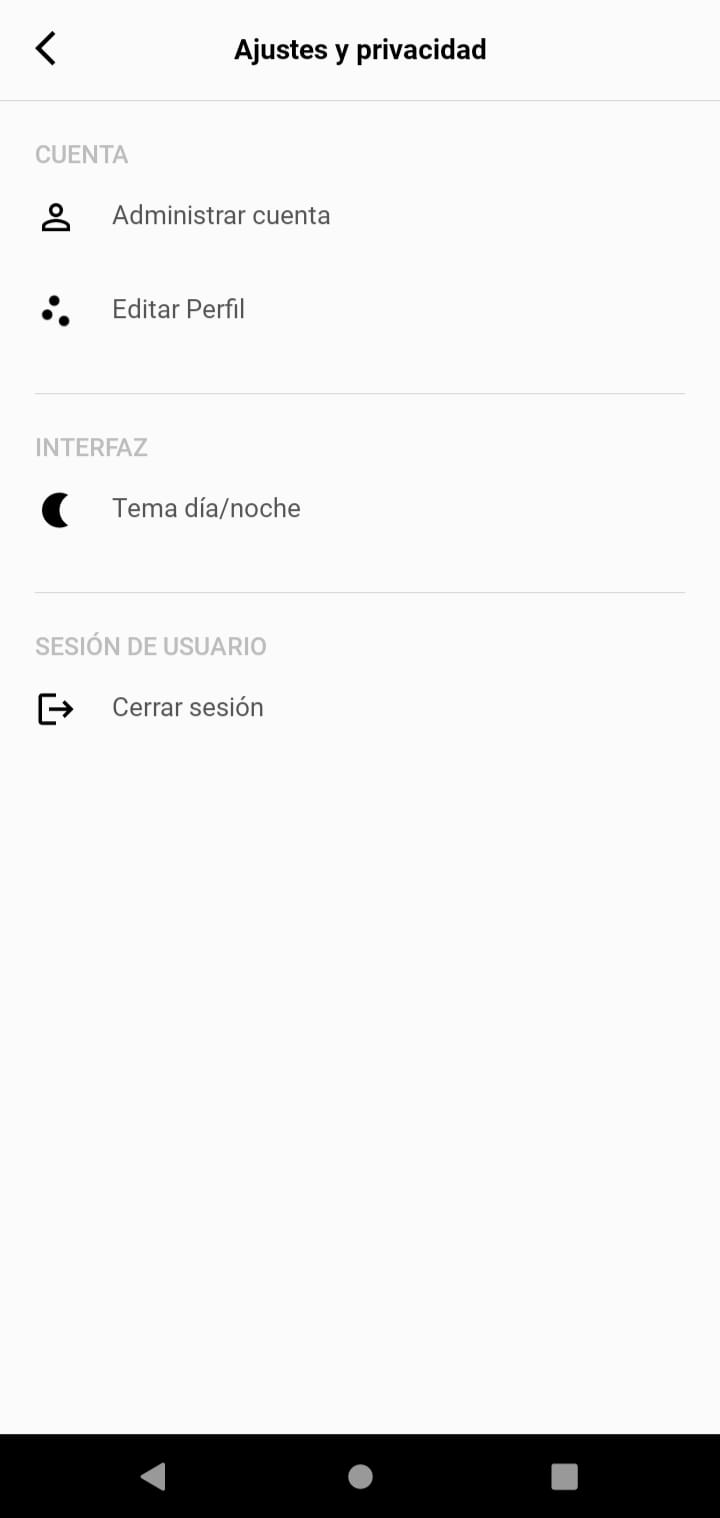 Ajustes y privacidad
CUENTA
Administrar cuenta
Editar Perfil
INTERFAZ
Tema día/noche
SESIÓN DE USUARIO
Cerrar sesión